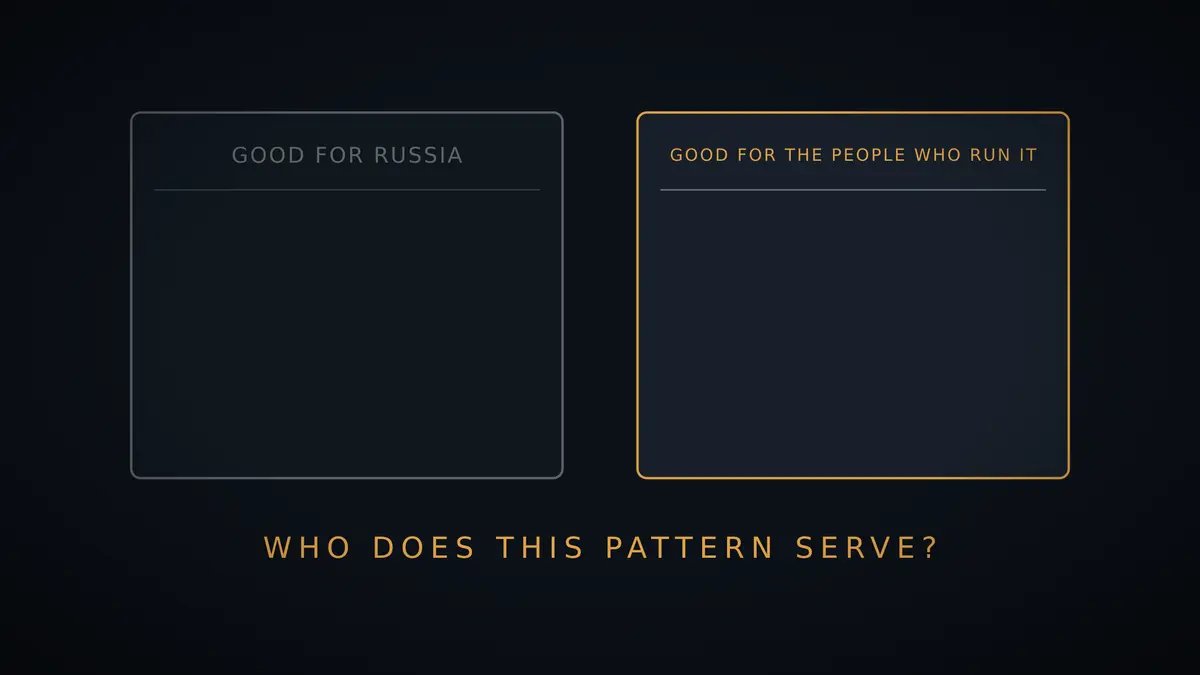 GOOD FOR RUSSIA
GOOD FOR THE PEOPLE WHO RUN IT
WHO DOES THIS PATTERN SERVE?